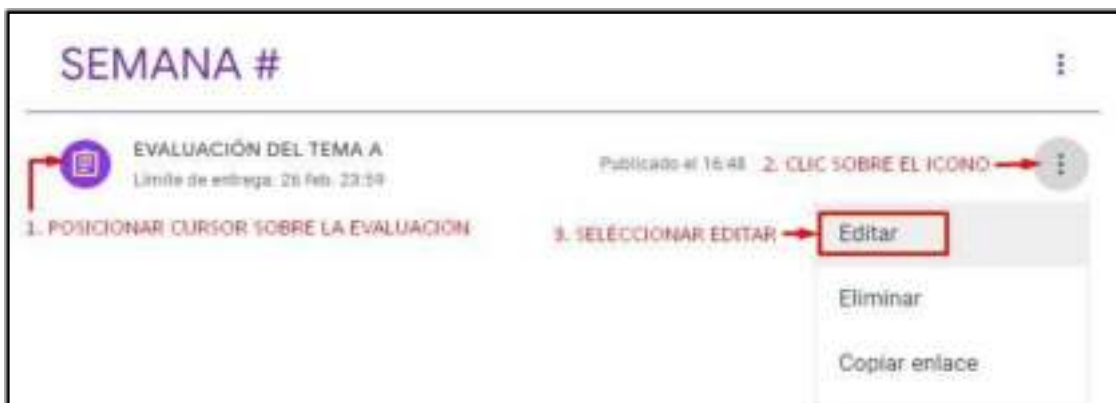 SEMANA #
EVALUACIÓN DEL TEMA A
Límite de entrega: 26 feb. 23:59
Publicado el 16:48
2. CLIC SOBRE EL ICONO
1. POSICIONAR CURSOR SOBRE LA EVALUACIÓN
3. SELECCIONAR EDITAR
Editar
Eliminar
Copiar enlace